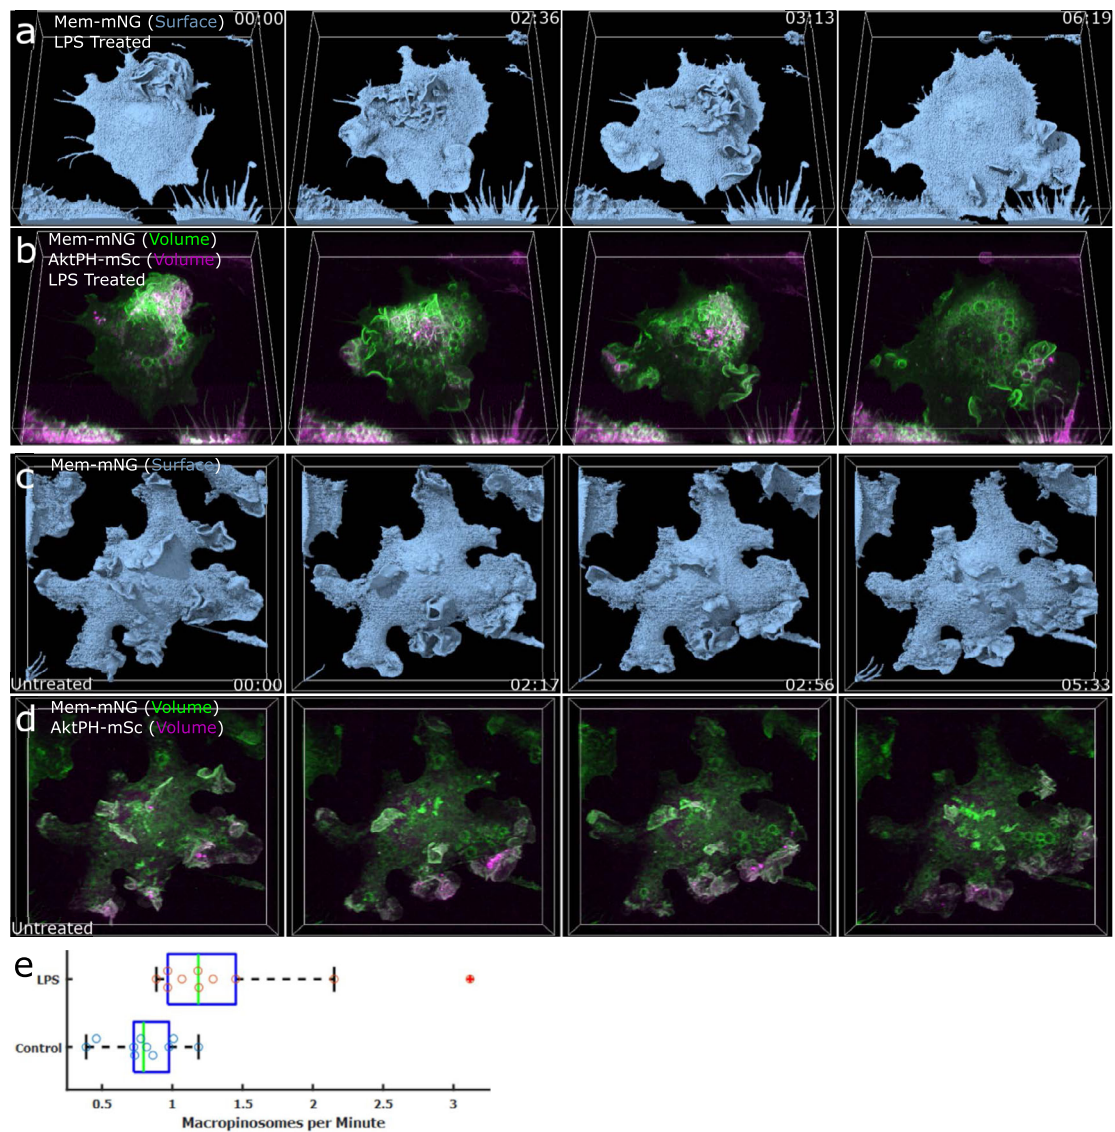 a
Mem-mNG (Surface)
LPS Treated
00:00
02:36
03:13
06:19
b
Mem-mNG (Volume)
AktPH-mSc (Volume)
LPS Treated
c
Mem-mNG (Surface)
Untreated
00:00
02:17
02:56
05:33
d
Mem-mNG (Volume)
AktPH-mSc (Volume)
Untreated
e
LPS
Control
0.5 1 1.5 2 2.5 3
Macropinosomes per Minute